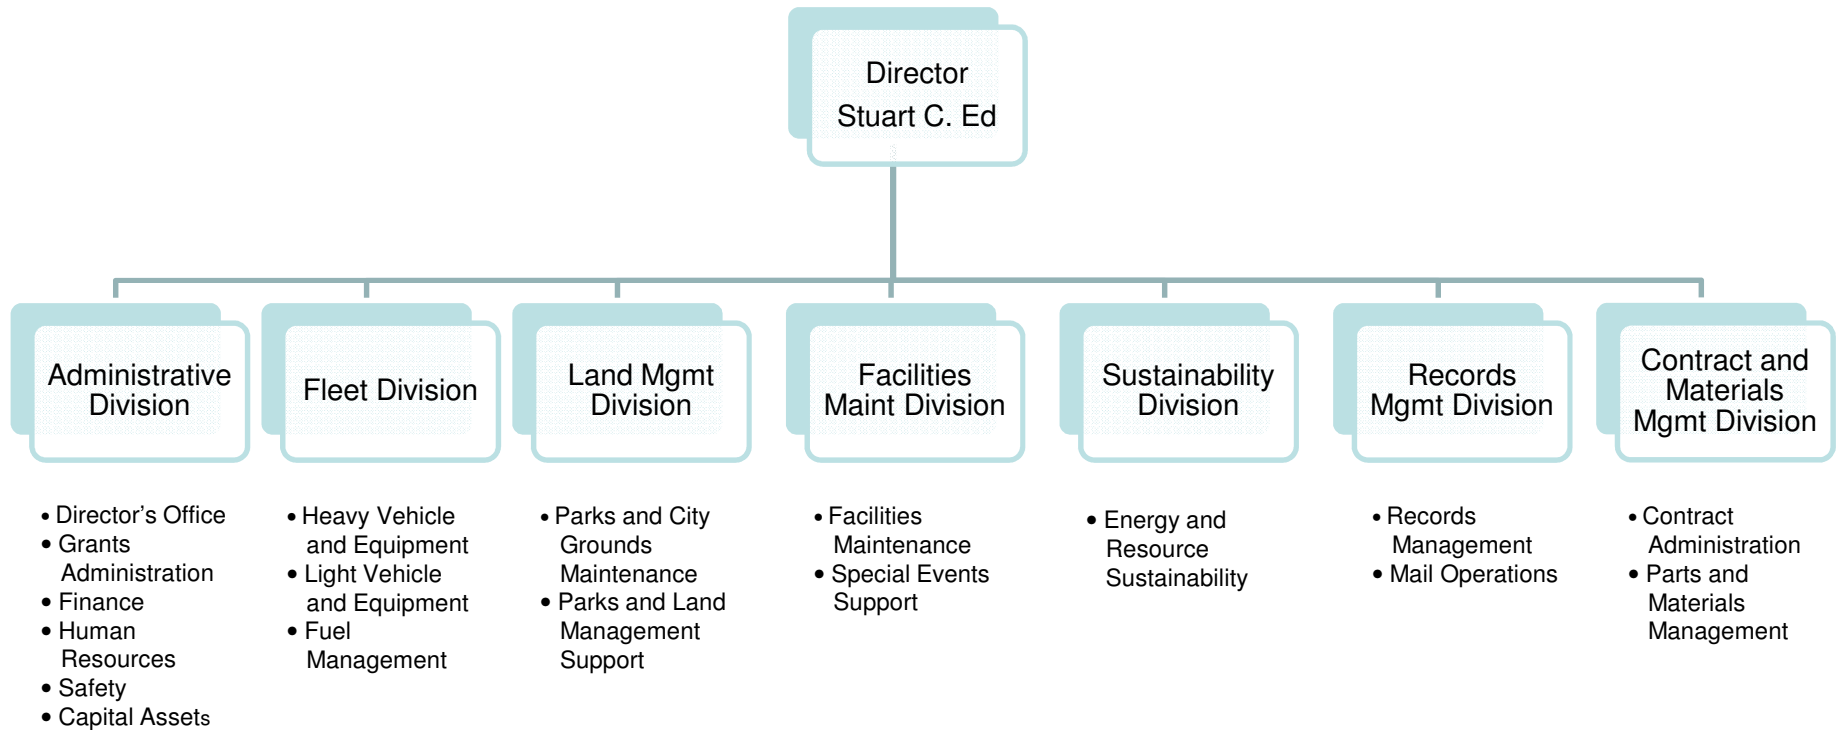 Director
Stuart C. Ed
Administrative
Division
Fleet Division
Land Mgmt
Division
Facilities
Maint Division
Sustainability
Division
Records
Mgmt Division
Contract and
Materials
Mgmt Division
• Director’s Office
• Grants
Administration
• Finance
• Human
Resources
• Safety
• Capital Assets
• Heavy Vehicle
and Equipment
• Light Vehicle
and Equipment
• Fuel
Management
• Parks and City
Grounds
Maintenance
• Parks and Land
Management
Support
• Facilities
Maintenance
• Special Events
Support
• Energy and
Resource
Sustainability
• Records
Management
• Mail Operations
• Contract
Administration
• Parts and
Materials
Management